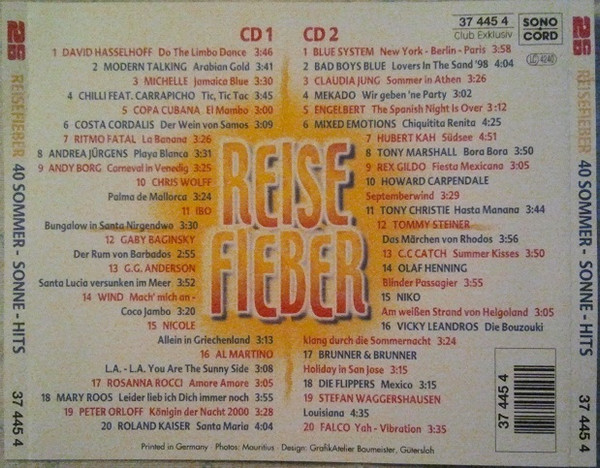 2CD
REISEFIEBER 40 SOMMER - SONNE - HITS
37 445 4
CD 1
1 DAVID HASSELHOFF Do The Limbo Dance 3:46
2 MODERN TALKING Arabian Gold 3:41
3 MICHELLE Jamaica Blue 3:30
4 CHILLI FEAT. CARRAPICHO Tic, Tic Tac 3:45
5 COPA CUBANA El Mambo 3:00
6 COSTA CORDALIS Der Wein von Samos 3:09
7 RITMO FATAL La Banana 3:26
8 ANDREA JÜRGENS Playa Blanca 3:31
9 ANDY BORG Carneval in Venedig 3:25
10 CHRIS WOLFF
Palma de Mallorca 3:24
11 IBO
Bungalow in Santa Nirgendwo 3:30
12 GABY BAGINSKY
Der Rum von Barbados 2:55
13 G.G. ANDERSON
Santa Lucia versunken im Meer 3:52
14 WIND Mach' mich an -
Coco Jambo 3:20
15 NICOLE
Allein in Griechenland 3:13
16 AL MARTINO
L.A. - L.A. You Are The Sunny Side 3:08
17 ROSANNA ROCCI Amore Amore 3:05
18 MARY ROOS Leider lieb ich Dich immer noch 3:55
19 PETER ORLOFF Königin der Nacht 2000 3:28
20 ROLAND KAISER Santa Maria 4:04
REISE
FIEBER
CD 2
37 445 4
Club Exklusiv
SONO
CORD
LC 4240
1 BLUE SYSTEM New York - Berlin - Paris 3:58
2 BAD BOYS BLUE Lovers In The Sand '98 4:04
3 CLAUDIA JUNG Sommer in Athen 3:26
4 MEKADO Wir geben 'ne Party 3:02
5 ENGELBERT The Spanish Night Is Over 3:12
6 MIXED EMOTIONS Chiquitita Renita 3:25
7 HUBERT KAH Südsee 4:51
8 TONY MARSHALL Bora Bora 3:50
9 REX GILDO Fiesta Mexicana 3:05
10 HOWARD CARPENDALE
Septemberwind 3:23
11 TONY CHRISTIE Hasta Manana 3:44
12 TOMMY STEINER
Das Märchen von Rhodos 3:56
13 C.C CATCH Summer Kisses 3:50
14 OLAF HENNING
Blinder Passagier 3:55
15 NIKO
Am weißen Strand von Helgoland 3:05
16 VICKY LEANDROS Die Bouzouki
klang durch die Sommernacht 3:24
17 BRUNNER & BRUNNER
Holiday in San Jose 3:15
18 DIE FLIPPERS Mexico 3:15
19 STEFAN WAGGERSHAUSEN
Louisiana 4:35
20 FALCO Yah - Vibration 3:35
37 445 4
Printed in Germany · Photos: Mauritius · Design: GrafikAtelier Baumeister, Gütersloh
2CD
REISEFIEBER 40 SOMMER - SONNE - HITS
37 445 4